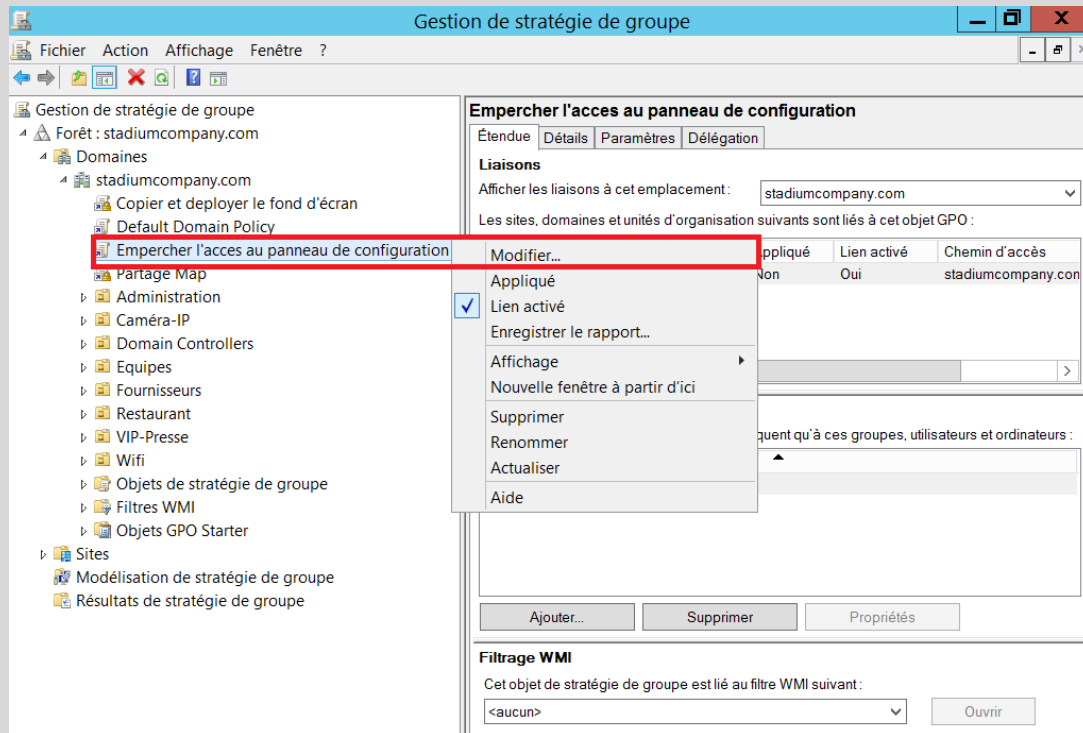 Gestion de stratégie de groupe
Fichier Action Affichage Fenêtre ?
Gestion de stratégie de groupe
Forêt : stadiumcompany.com
Domaines
stadiumcompany.com
Copier et deployer le fond d'écran
Default Domain Policy
Empercher l'acces au panneau de configuration
Partage Map
Administration
Caméra-IP
Domain Controllers
Equipes
Fournisseurs
Restaurant
VIP-Presse
Wifi
Objets de stratégie de groupe
Filtres WMI
Objets GPO Starter
Sites
Modélisation de stratégie de groupe
Résultats de stratégie de groupe
Modifier...
Appliqué
Lien activé
Enregistrer le rapport...
Affichage
Nouvelle fenêtre à partir d'ici
Supprimer
Renommer
Actualiser
Aide
Empercher l'acces au panneau de configuration
Étendue Détails Paramètres Délégation
Liaisons
Afficher les liaisons à cet emplacement : stadiumcompany.com
Les sites, domaines et unités d'organisation suivants sont liés à cet objet GPO :
Lien activé Chemin d'accès
Oui stadiumcompany.con
qu'à ces groupes, utilisateurs et ordinateurs :
Ajouter... Supprimer Propriétés
Filtrage WMI
Cet objet de stratégie de groupe est lié au filtre WMI suivant :
<aucun> Ouvrir